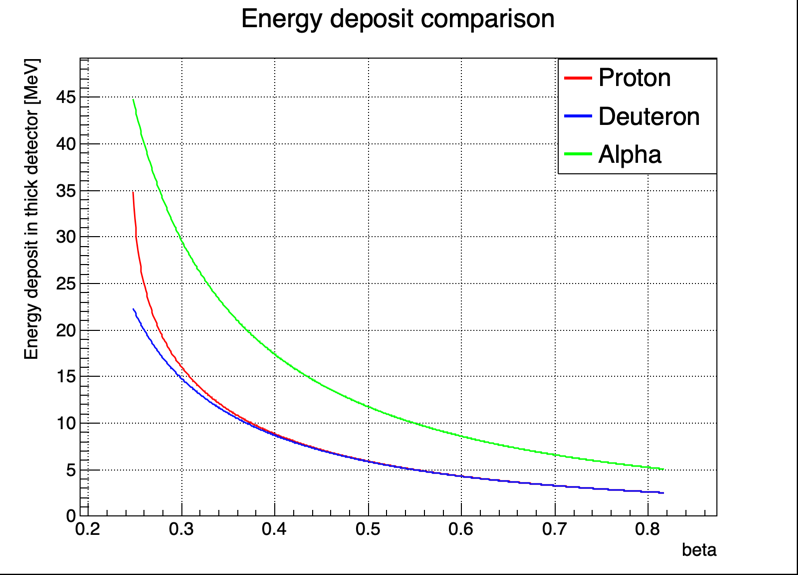 Energy deposit comparison
Energy deposit in thick detector [MeV]
Proton
Deuteron
Alpha
45
40
35
30
25
20
15
10
5
0
0.2 0.3 0.4 0.5 0.6 0.7 0.8
beta